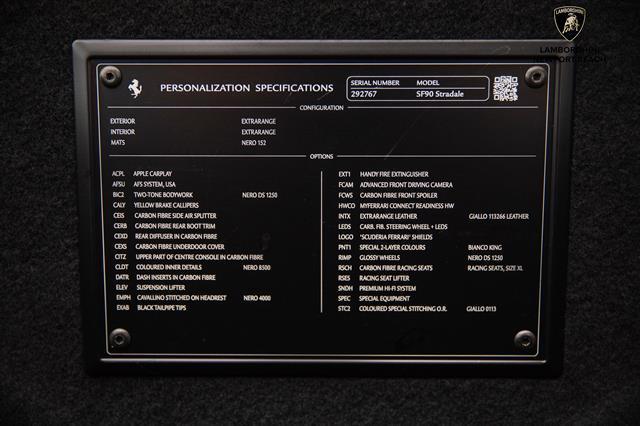 LAMBORGHINI
LAMBORGHINI
NEWPORT BEACH
PERSONALIZATION SPECIFICATIONS
SERIAL NUMBER MODEL
292767 SF90 Stradale
CONFIGURATION
EXTERIOR EXTRARANGE
INTERIOR EXTRARANGE
MATS NERO 152
OPTIONS
ACPL APPLE CARPLAY
AFSU AFS SYSTEM, USA
BIC2 TWO-TONE BODYWORK NERO DS 1250
CALY YELLOW BRAKE CALLIPERS
CEIS CARBON FIBRE SIDE AIR SPLITTER
CERB CARBON FIBRE REAR BOOT TRIM
CEXD REAR DIFFUSER IN CARBON FIBRE
CEXS CARBON FIBRE UNDERDOOR COVER
CITZ UPPER PART OF CENTRE CONSOLE IN CARBON FIBRE
CLDT COLOURED INNER DETAILS NERO 8500
DATR DASH INSERTS IN CARBON FIBRE
ELEV SUSPENSION LIFTER
EMPH CAVALLINO STITCHED ON HEADREST NERO 4000
EXAB BLACK TAILPIPE TIPS
EXT1 HANDY FIRE EXTINGUISHER
FCAM ADVANCED FRONT DRIVING CAMERA
FCWS CARBON FIBRE FRONT SPOILER
HWCO MYFERRARI CONNECT READINESS HW
INTX EXTRARANGE LEATHER GIALLO 113266 LEATHER
LEDS CARB. FIB. STEERING WHEEL + LEDS
LOGO "SCUDERIA FERRARI" SHIELDS
PNT1 SPECIAL 2-LAYER COLOURS BIANCO KING
RIMP GLOSSY WHEELS NERO DS 1250
RSCH CARBON FIBRE RACING SEATS RACING SEATS, SIZE XL
RSES RACING SEAT LIFTER
SNDH PREMIUM HI-FI SYSTEM
SPEC SPECIAL EQUIPMENT
STC2 COLOURED SPECIAL STITCHING O.R. GIALLO 0113